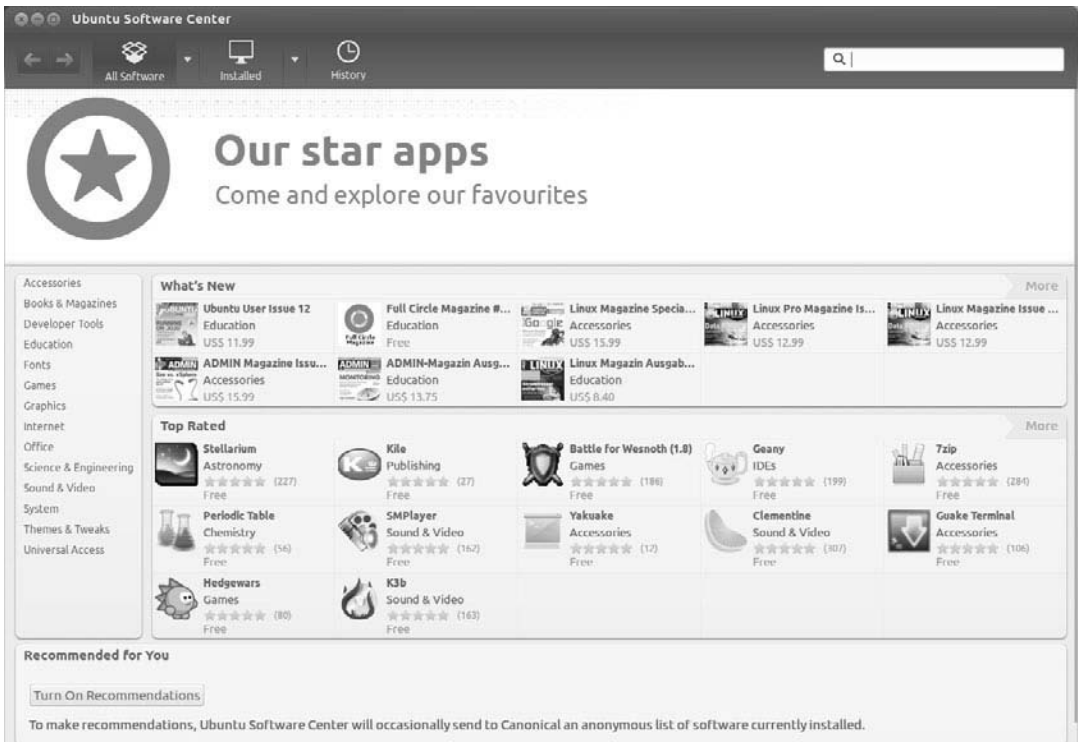 Ubuntu Software Center
All Software
Installed
History
Our star apps
Come and explore our favourites
Accessories
Books & Magazines
Developer Tools
Education
Fonts
Games
Graphics
Internet
Office
Science & Engineering
Sound & Video
System
Themes & Tweaks
Universal Access
What's New
More
Ubuntu User Issue 12
Education
US$ 11.99
Full Circle Magazine #...
Education
Free
Linux Magazine Specia...
Accessories
US$ 15.99
Linux Pro Magazine Is...
Accessories
US$ 12.99
Linux Magazine Issue ...
Accessories
US$ 12.99
ADMIN Magazine Issu...
Accessories
US$ 15.99
ADMIN-Magazin Ausg...
Education
US$ 13.75
Linux Magazin Ausgab...
Education
US$ 8.40
Top Rated
More
Stellarium
Astronomy
(227)
Free
Kile
Publishing
(27)
Free
Battle for Wesnoth (1.8)
Games
(186)
Free
Geany
IDEs
(199)
Free
7zip
Accessories
(284)
Free
Periodic Table
Chemistry
(56)
Free
SMPlayer
Sound & Video
(162)
Free
Yakuake
Accessories
(12)
Free
Clementine
Sound & Video
(307)
Free
Guake Terminal
Accessories
(106)
Free
Hedgewars
Games
(80)
Free
K3b
Sound & Video
(163)
Free
Recommended for You
Turn On Recommendations
To make recommendations, Ubuntu Software Center will occasionally send to Canonical an anonymous list of software currently installed.